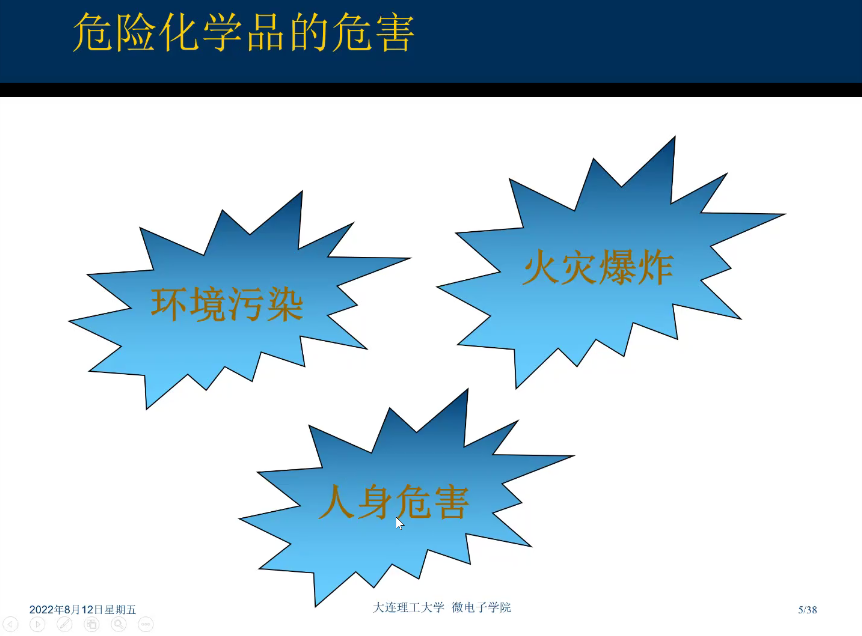 危险化学品的危害
环境污染
火灾爆炸
人身危害
2022年8月12日星期五
大连理工大学 微电子学院
5/38